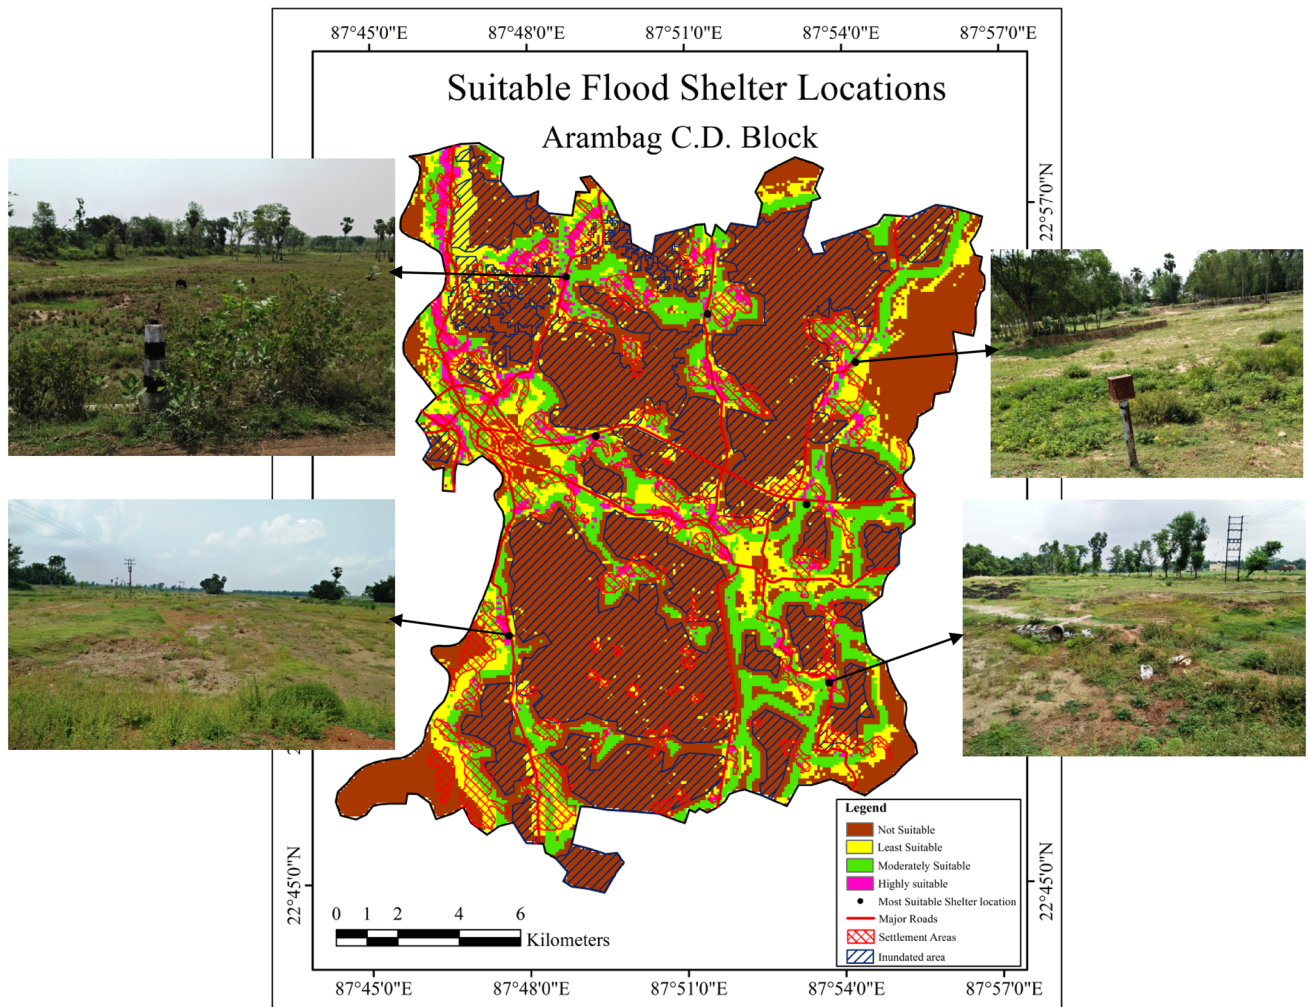 87°45'0"E 87°48'0"E 87°51'0"E 87°54'0"E 87°57'0"E
Suitable Flood Shelter Locations
Arambag C.D. Block
22°57'0"N
22°45'0"N
22°45'0"N
Legend
Not Suitable
Least Suitable
Moderately Suitable
Highly suitable
Most Suitable Shelter location
Major Roads
Settlement Areas
Inundated area
0 1 2 4 6
Kilometers
87°45'0"E 87°48'0"E 87°51'0"E 87°54'0"E 87°57'0"E